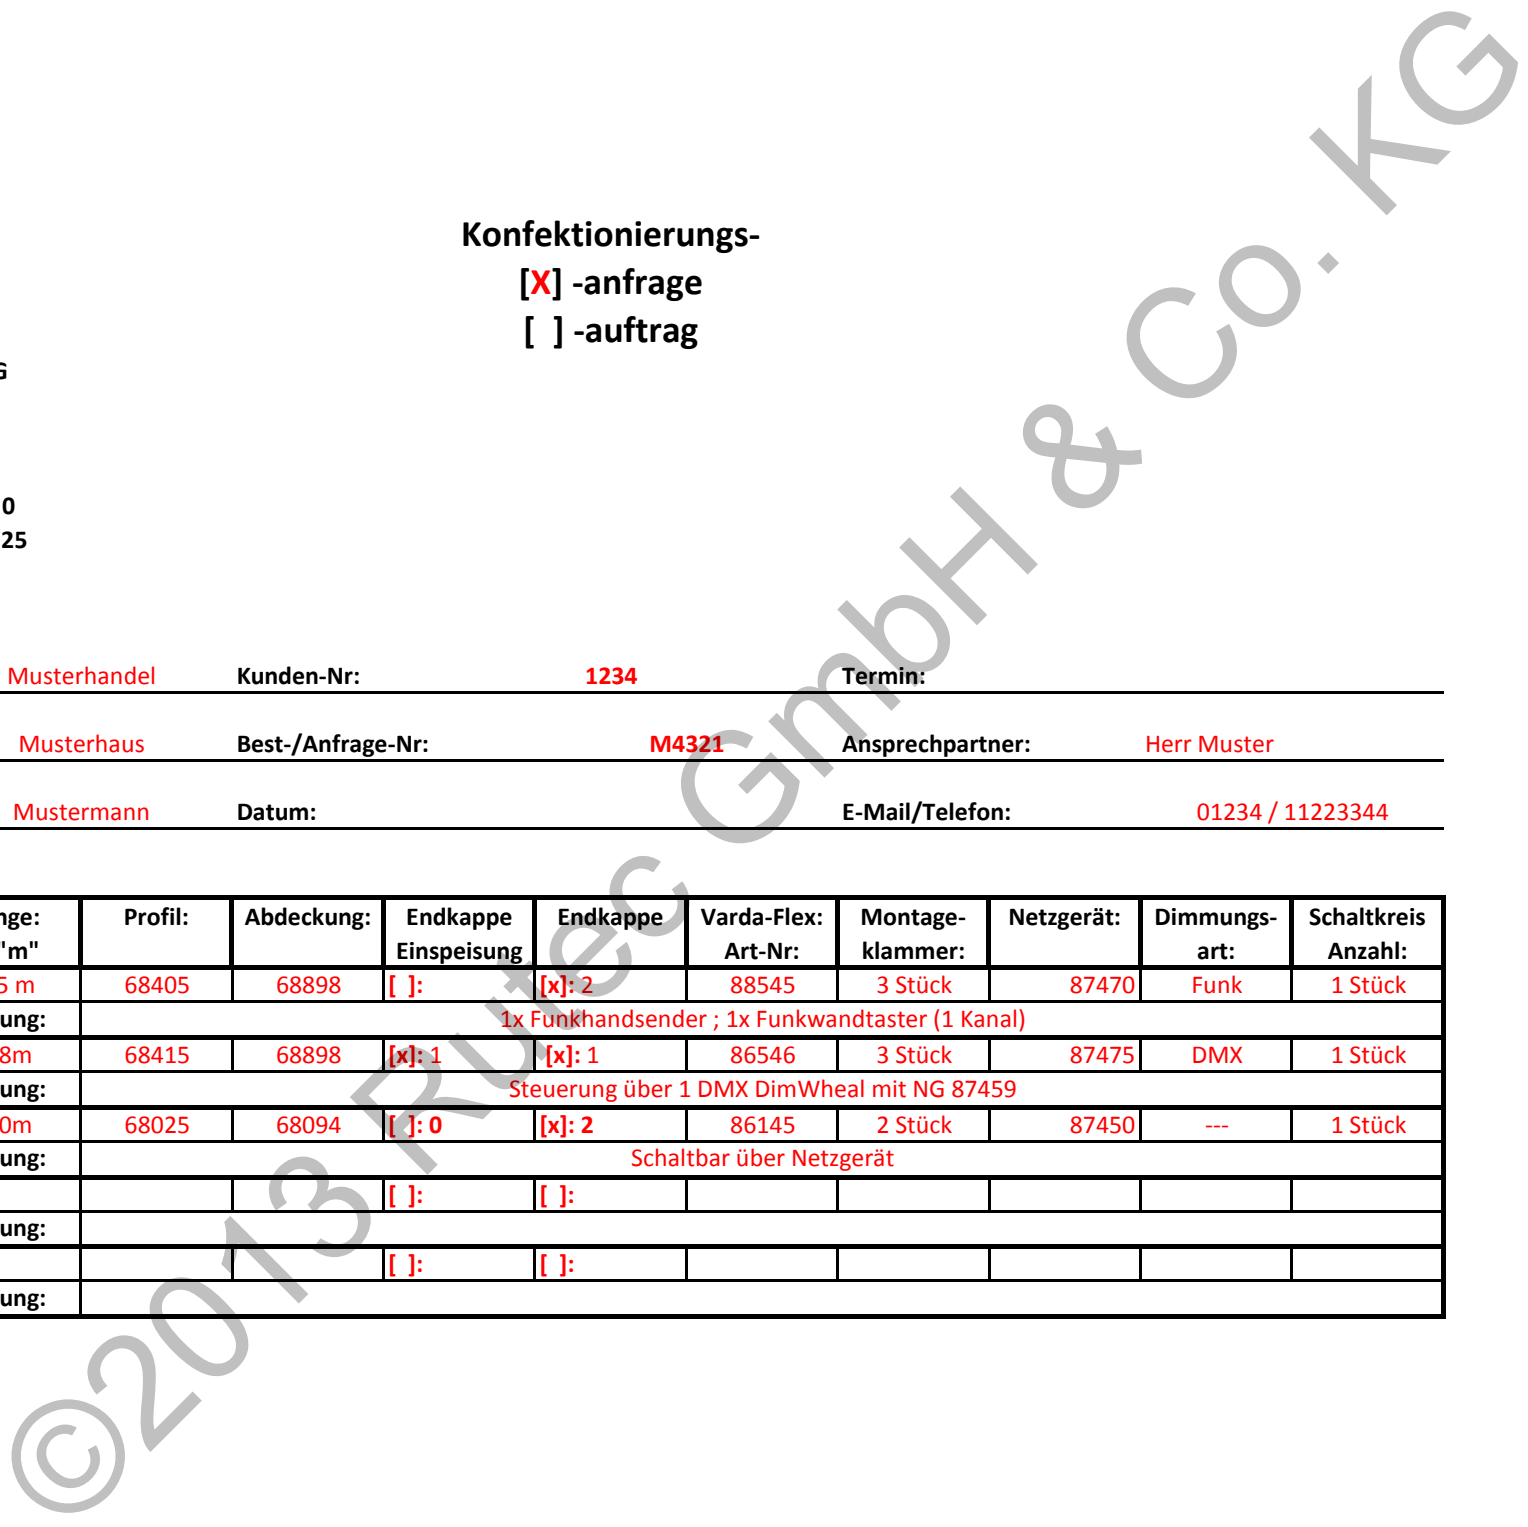 Konfektionierungs-
[X] -anfrage
[ ] -auftrag
G
0
25
Musterhandel Kunden-Nr: 1234 Termin:
Musterhaus Best-/Anfrage-Nr: M4321 Ansprechpartner: Herr Muster
Mustermann Datum: E-Mail/Telefon: 01234 / 11223344
nge: Profil: Abdeckung: Endkappe Endkappe Varda-Flex: Montage- Netzgerät: Dimmungs- Schaltkreis
"m" Einspeisung Art-Nr: klammer: art: Anzahl:
5 m 68405 68898 [ ]: [x]: 2 88545 3 Stück 87470 Funk 1 Stück
ung: 1x Funkhandsender ; 1x Funkwandtaster (1 Kanal)
8m 68415 68898 [x]: 1 [x]: 1 86546 3 Stück 87475 DMX 1 Stück
ung: Steuerung über 1 DMX DimWheal mit NG 87459
0m 68025 68094 [ ]: 0 [x]: 2 86145 2 Stück 87450 --- 1 Stück
ung: Schaltbar über Netzgerät
[ ]: [ ]:
ung:
[ ]: [ ]:
ung:
©2013 Rutec GmbH & Co. KG